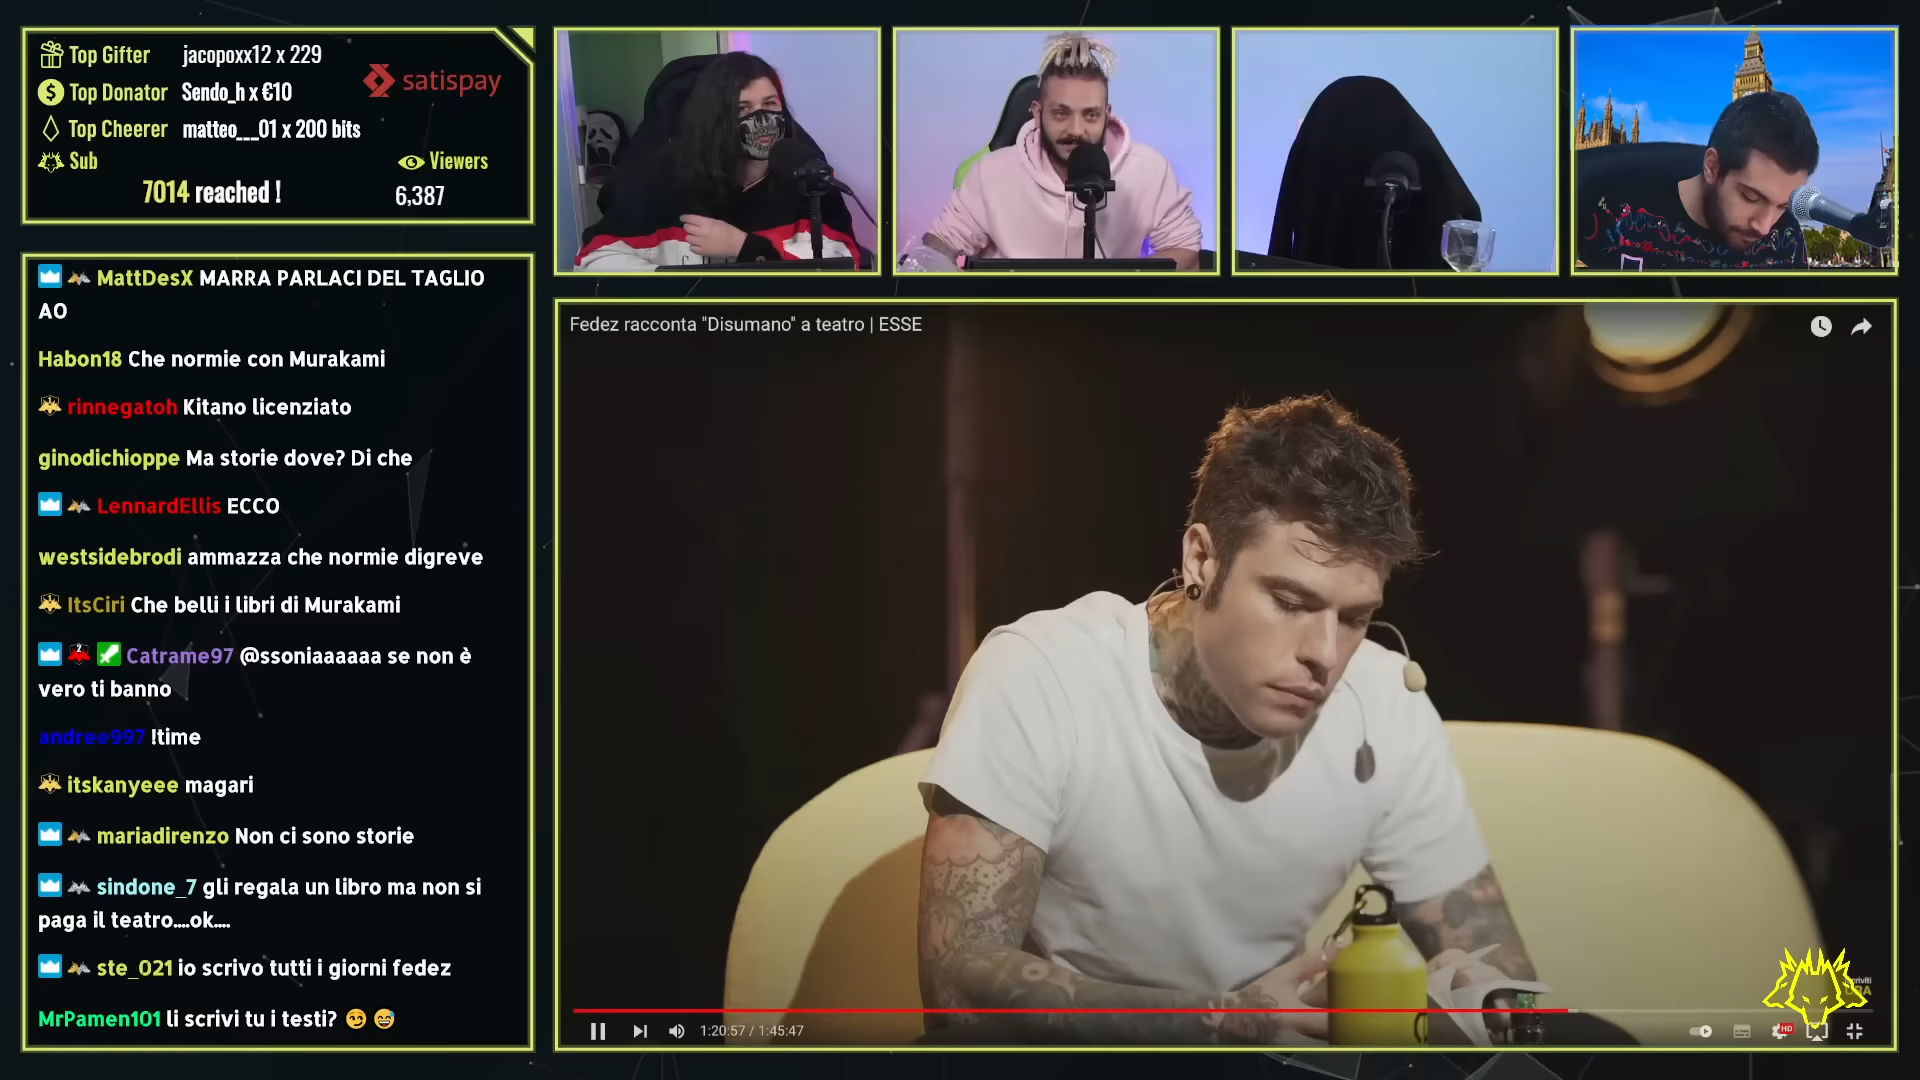 Top Gifter jacopoxx12 x 229
satispay
Top Donator Sendo_h x €10
Top Cheerer matteo___01 x 200 bits
Sub
Viewers
7014 reached !
6,387
MattDesX MARRA PARLACI DEL TAGLIO
AO
Habon18 Che normie con Murakami
rinnegatoh Kitano licenziato
ginodichioppe Ma storie dove? Di che
LennardEllis ECCO
westsidebrodi ammazza che normie digreve
ItsCiri Che belli i libri di Murakami
2 Catrame97 @ssoniaaaaaa se non è
vero ti banno
andree997 !time
itskanyeee magari
mariadirenzo Non ci sono storie
sindone_7 gli regala un libro ma non si
paga il teatro....ok....
ste_021 io scrivo tutti i giorni fedez
MrPamen101 li scrivi tu i testi? 😏 😅
Fedez racconta "Disumano" a teatro | ESSE
1:20:57 / 1:45:47
HD